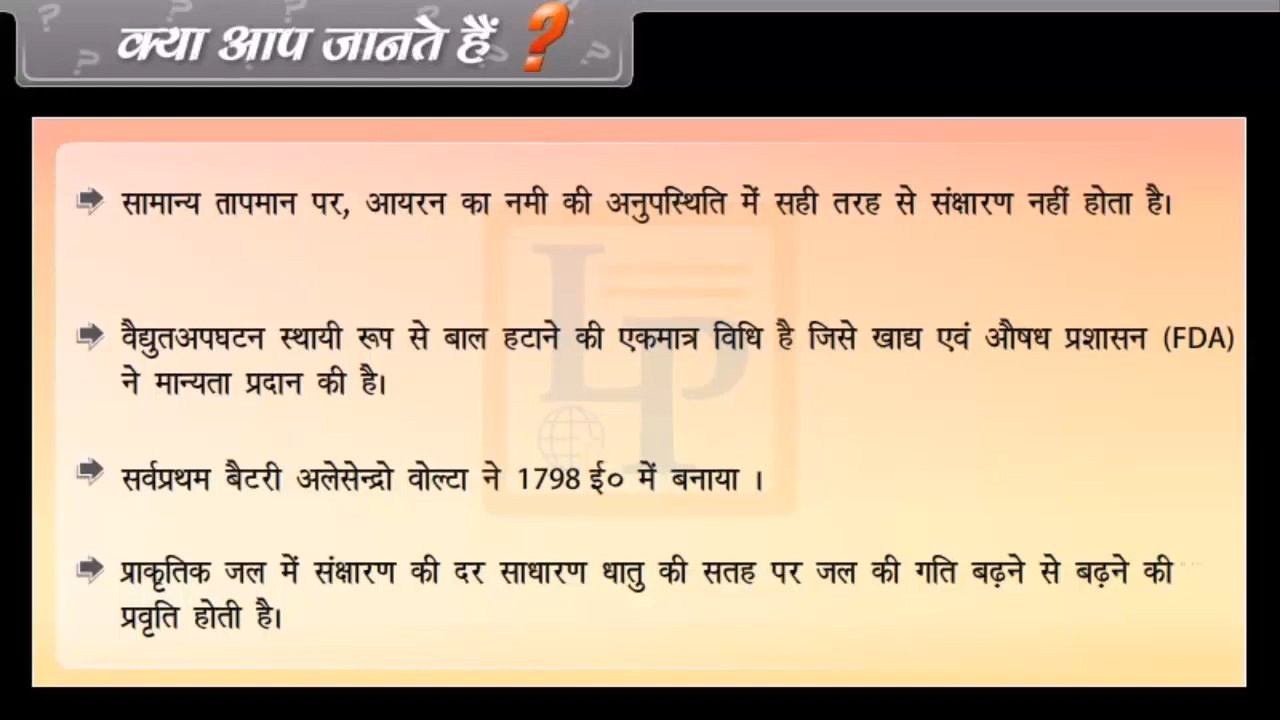 क्या आप जानते हैं ?
सामान्य तापमान पर, आयरन का नमी की अनुपस्थिति में सही तरह से संक्षारण नहीं होता है।
वैद्युतअपघटन स्थायी रूप से बाल हटाने की एकमात्र विधि है जिसे खाद्य एवं औषध प्रशासन (FDA)
ने मान्यता प्रदान की है।
सर्वप्रथम बैटरी अलेसेन्द्रो वोल्टा ने 1798 ई० में बनाया ।
प्राकृतिक जल में संक्षारण की दर साधारण धातु की सतह पर जल की गति बढ़ने से बढ़ने की
प्रवृति होती है।
LP